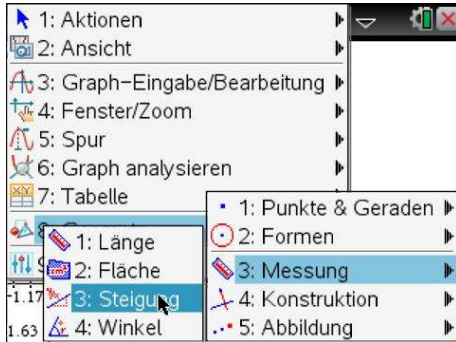 1: Aktionen
2: Ansicht
3: Graph-Eingabe/Bearbeitung
4: Fenster/Zoom
5: Spur
6: Graph analysieren
7: Tabelle
8:
1: Punkte & Geraden
2: Formen
3: Messung
4: Konstruktion
5: Abbildung
1: Länge
2: Fläche
3: Steigung
4: Winkel
-1.17
1.63